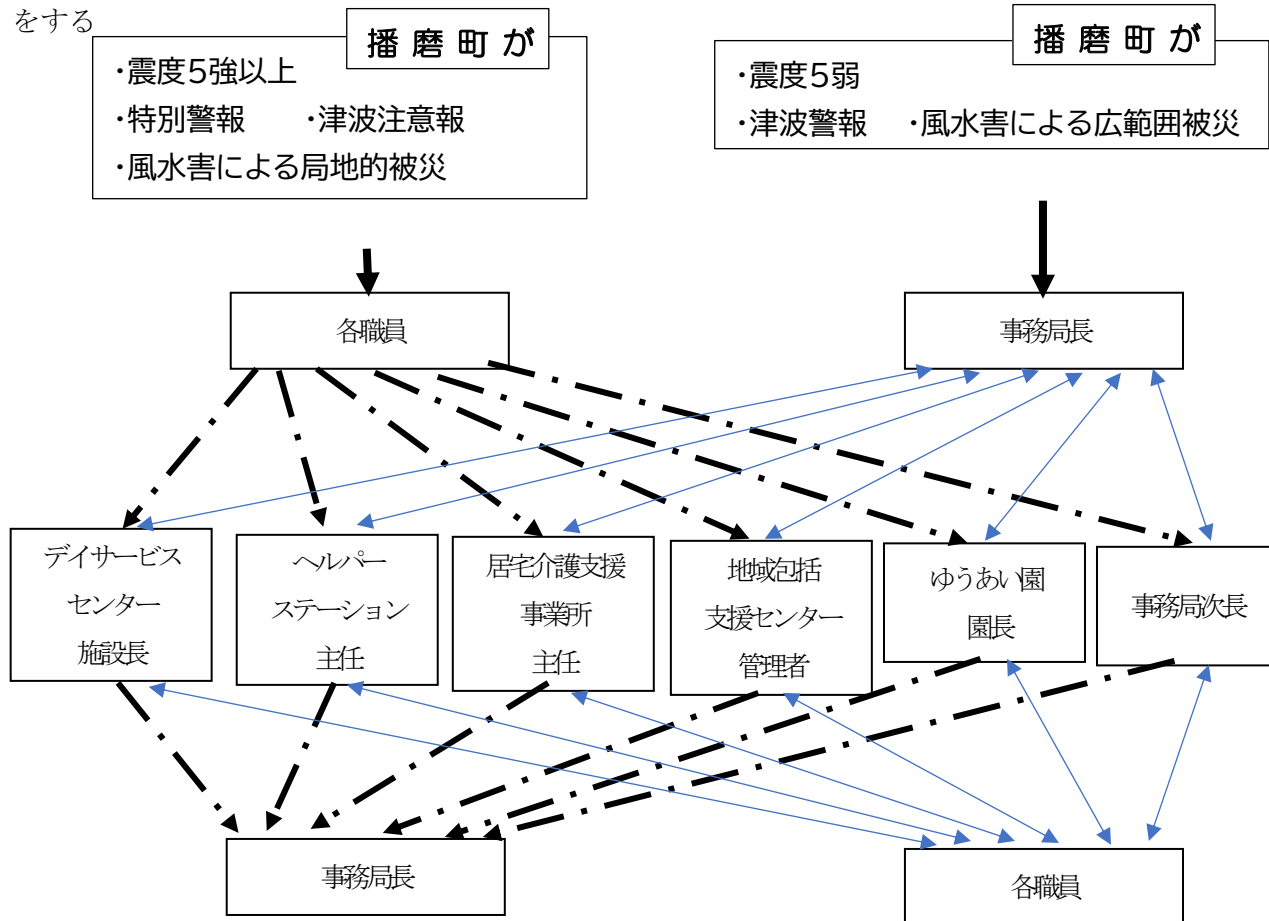 をする
播磨町が
・震度5強以上
・特別警報 ・津波注意報
・風水害による局地的被災
播磨町が
・震度5弱
・津波警報 ・風水害による広範囲被災
各職員
事務局長
デイサービス
センター
施設長
ヘルパー
ステーション
主任
居宅介護支援
事業所
主任
地域包括
支援センター
管理者
ゆうあい園
園長
事務局次長
事務局長
各職員